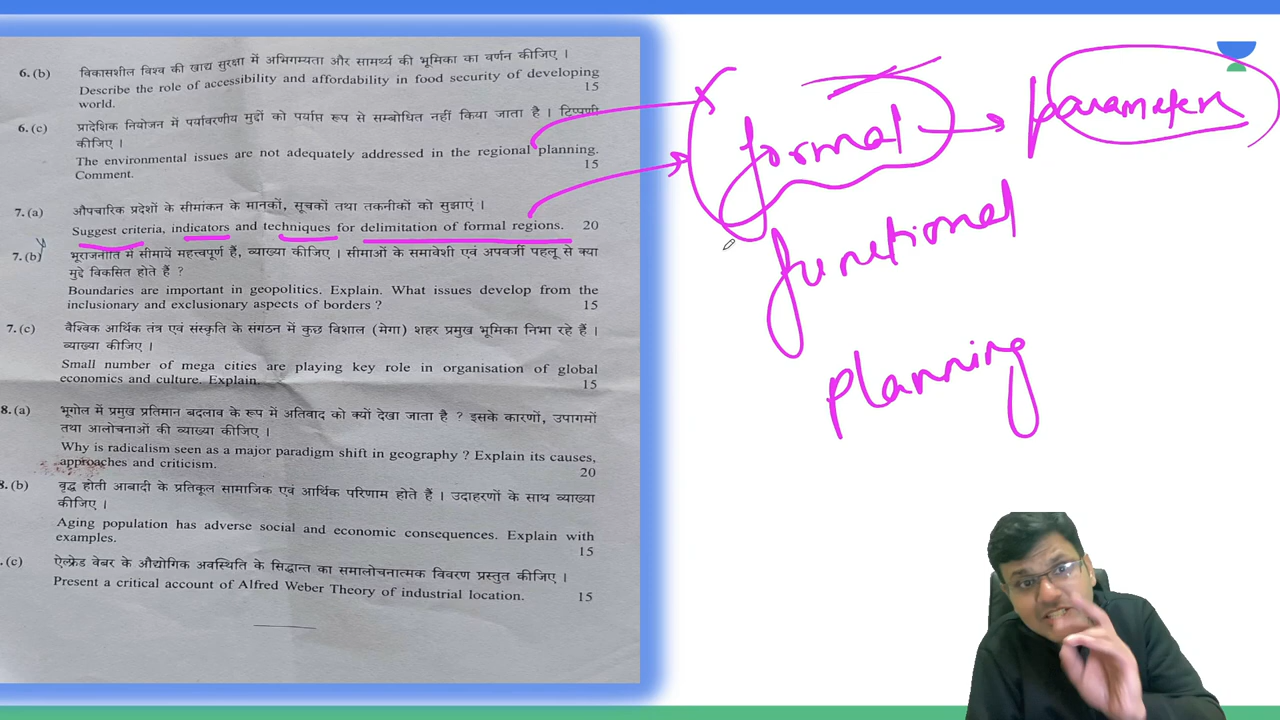 6.(b) विकासशील विश्व की खाद्य सुरक्षा में अभिगम्यता और सामर्थ्य की भूमिका का वर्णन कीजिए ।
Describe the role of accessibility and affordability in food security of developing
world. 15
6.(c) प्रादेशिक नियोजन में पर्यावरणीय मुद्दों को पर्याप्त रूप से सम्बोधित नहीं किया जाता है । टिप्पणी
कीजिए ।
The environmental issues are not adequately addressed in the regional planning.
Comment. 15
7.(a) औपचारिक प्रदेशों के सीमांकन के मानकों, सूचकों तथा तकनीकों को सुझाएं ।
Suggest criteria, indicators and techniques for delimitation of formal regions. 20
7.(b) भूराजनीति में सीमायें महत्वपूर्ण हैं, व्याख्या कीजिए । सीमाओं के समावेशी एवं अपवर्जी पहलू से क्या
मुद्दे विकसित होते हैं ?
Boundaries are important in geopolitics. Explain. What issues develop from the
inclusionary and exclusionary aspects of borders ? 15
7.(c) वैश्विक आर्थिक तंत्र एवं संस्कृति के संगठन में कुछ विशाल (मेगा) शहर प्रमुख भूमिका निभा रहे हैं ।
व्याख्या कीजिए ।
Small number of mega cities are playing key role in organisation of global
economics and culture. Explain. 15
8.(a) भूगोल में प्रमुख प्रतिमान बदलाव के रूप में अतिवाद को क्यों देखा जाता है ? इसके कारणों, उपागमों
तथा आलोचनाओं की व्याख्या कीजिए ।
Why is radicalism seen as a major paradigm shift in geography ? Explain its causes,
approaches and criticism. 20
8.(b) वृद्ध होती आबादी के प्रतिकूल सामाजिक एवं आर्थिक परिणाम होते हैं । उदाहरणों के साथ व्याख्या
कीजिए ।
Aging population has adverse social and economic consequences. Explain with
examples. 15
.(c) ऐल्फ्रेड वेबर के औद्योगिक अवस्थिति के सिद्धान्त का समालोचनात्मक विवरण प्रस्तुत कीजिए ।
Present a critical account of Alfred Weber Theory of industrial location. 15
formal parameters
functional
planning